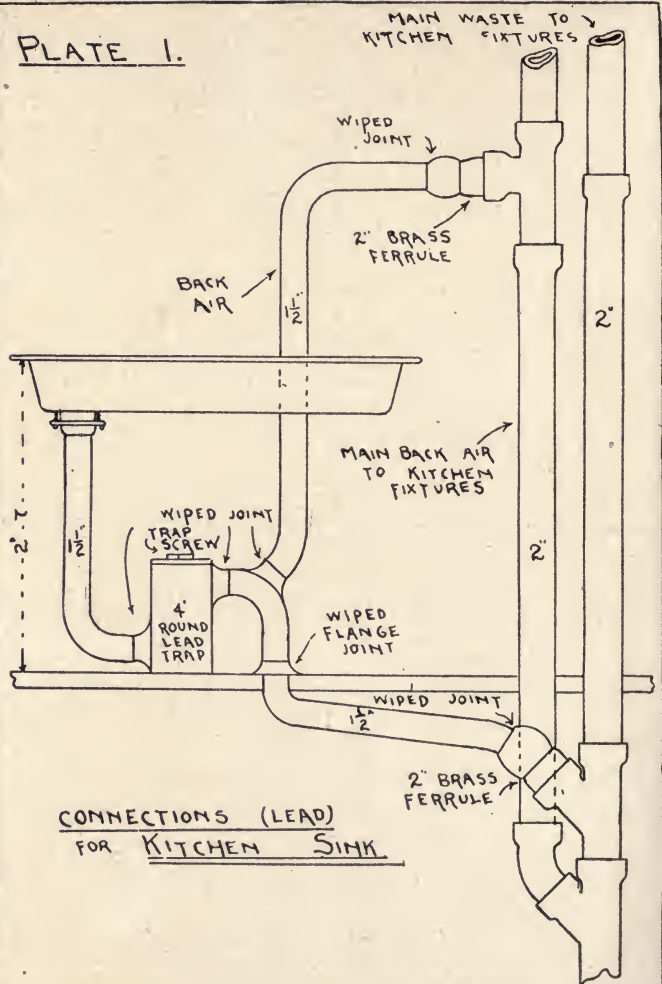 PLATE 1.
MAIN WASTE TO
KITCHEN FIXTURES
WIPED
JOINT
2" BRASS
FERRULE
BACK
AIR
1½"
2"
MAIN BACK AIR
TO KITCHEN
FIXTURES
2"
WIPED JOINT
TRAP
SCREW
1½"
4"
ROUND
LEAD
TRAP
WIPED
FLANGE
JOINT
WIPED JOINT
1½"
2" BRASS
FERRULE
CONNECTIONS (LEAD)
FOR KITCHEN SINK